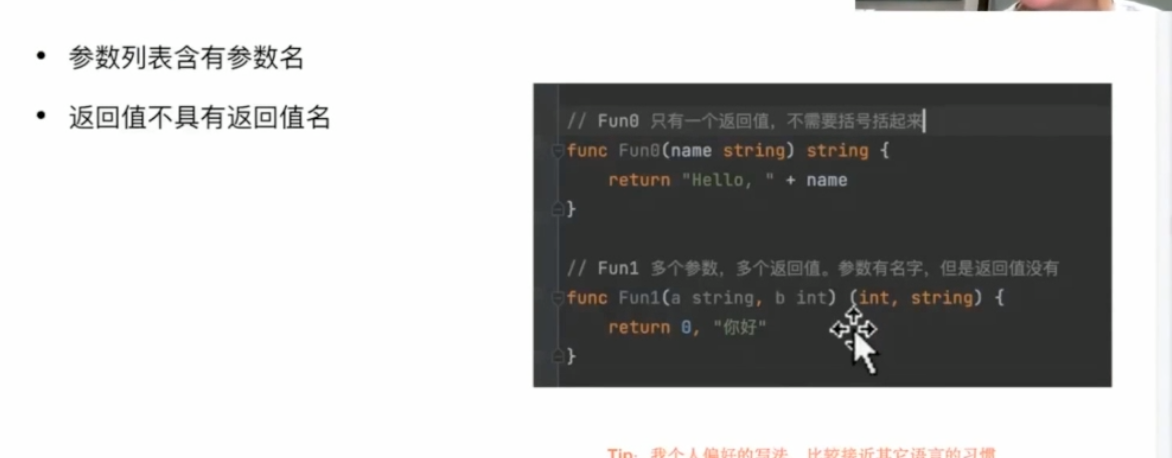 • 参数列表含有参数名
• 返回值不具有返回值名
// Fun0 只有一个返回值，不需要括号括起来
func Fun0(name string) string {
return "Hello, " + name
}
// Fun1 多个参数，多个返回值。参数有名字，但是返回值没有
func Fun1(a string, b int) (int, string) {
return 0, "你好"
}
Tip: 我个人偏好的写法，比较接近其它语言的习惯